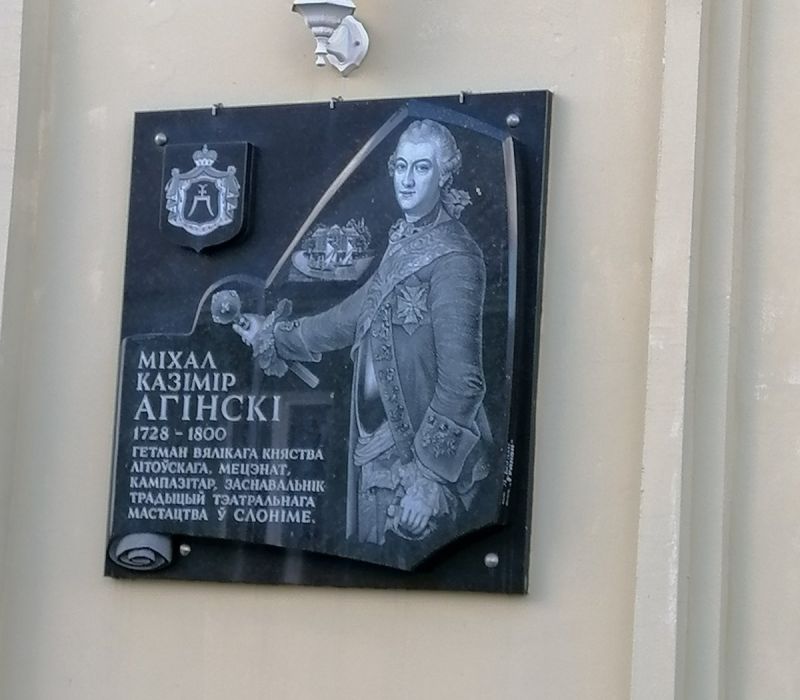 МІХАЛ
КАЗІМІР
АГІНСКІ
1728 - 1800
ГЕТМАН ВЯЛІКАГА КНЯСТВА
ЛІТОЎСКАГА, МЕЦЭНАТ,
КАМПАЗІТАР, ЗАСНАВАЛЬНІК
ТРАДЫЦЫЙ ТЭАТРАЛЬНАГА
МАСТАЦТВА Ў СЛОНІМЕ.